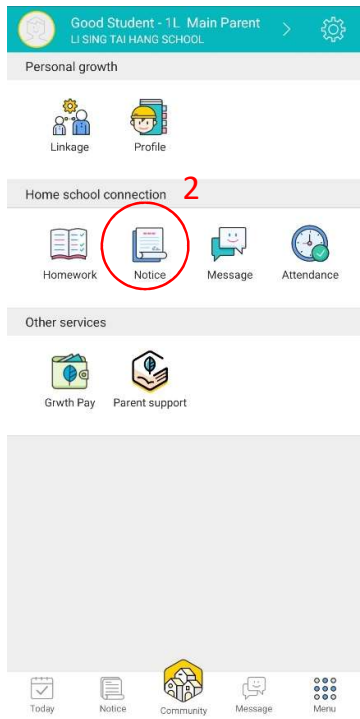 Good Student - 1L Main Parent
LI SING TAI HANG SCHOOL
Personal growth
Linkage Profile
Home school connection 2
Homework Notice Message Attendance
Other services
Grwth Pay Parent support
Today Notice Community Message Menu